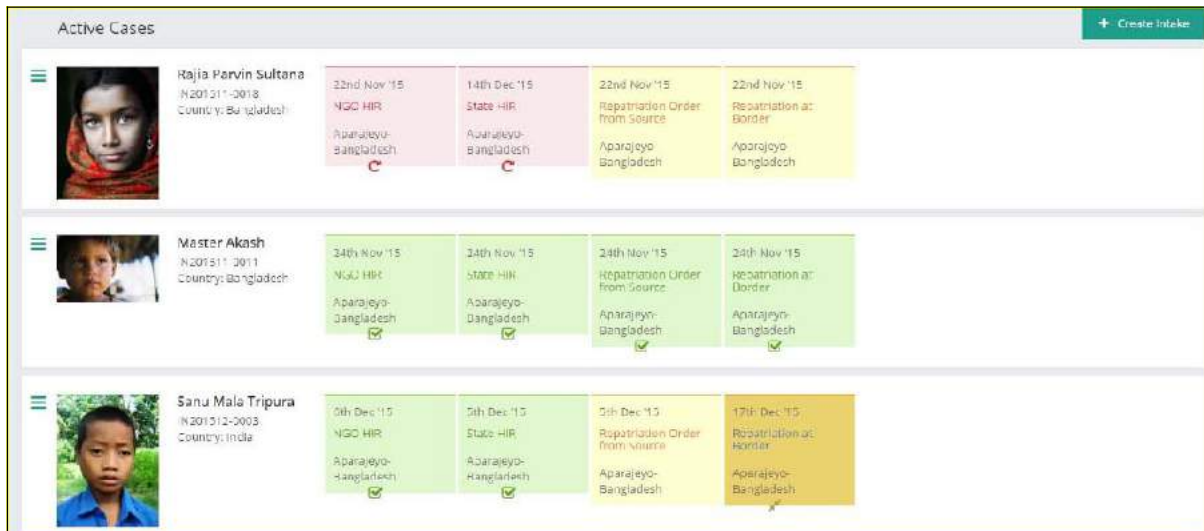 Active Cases
+ Create Intake
Rajia Parvin Sultana
IN201511-0018
Country: Bangladesh
22nd Nov '15
NGO HIR
Aparajeyo-
Bangladesh
14th Dec '15
State HIR
Aparajeyo-
Bangladesh
22nd Nov '15
Repatriation Order
from Source
Aparajeyo-
Bangladesh
22nd Nov '15
Repatriation at
Border
Aparajeyo-
Bangladesh
Master Akash
IN201511-0011
Country: Bangladesh
24th Nov '15
NGO HIR
Aparajeyo-
Bangladesh
24th Nov '15
State HIR
Aparajeyo-
Bangladesh
24th Nov '15
Repatriation Order
from Source
Aparajeyo-
Bangladesh
24th Nov '15
Repatriation at
Border
Aparajeyo-
Bangladesh
Sanu Mala Tripura
IN201512-0003
Country: India
Dec '15
NGO HIR
Aparajeyo-
Bangladesh
5th Dec '15
State HIR
Aparajeyo-
Bangladesh
5th Dec '15
Repatriation Order
from Source
Aparajeyo-
Bangladesh
17th Dec '15
Repatriation at
Border
Aparajeyo-
Bangladesh